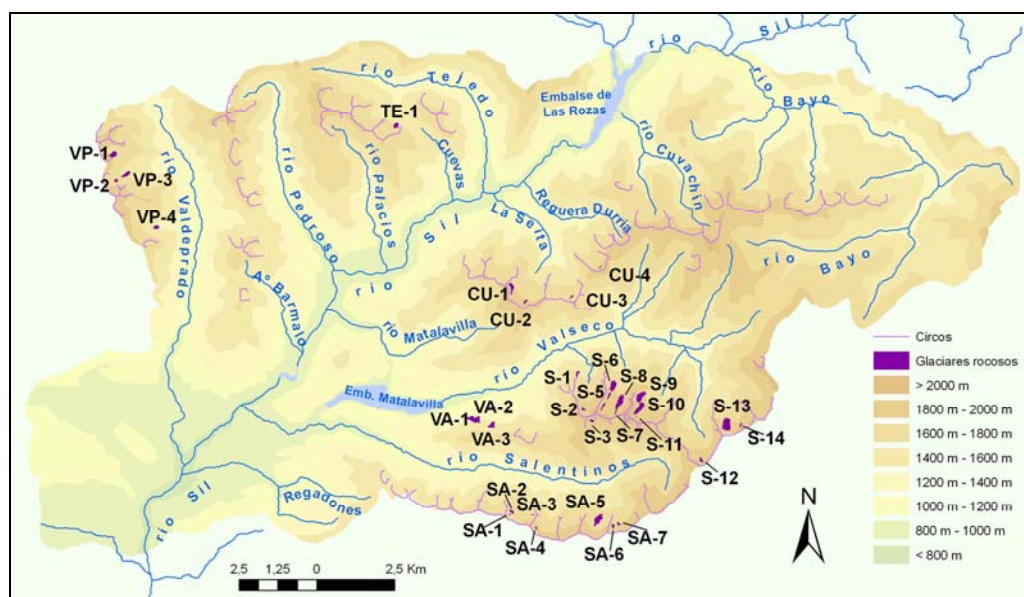 río Sil
río Tejedo
Embalse de
Las Rozas
río Bayo
TE-1
río Cuvachin
VP-1
VP-2
VP-3
VP-4
río Valdeprado
río Pedroso
río Palacios
Cuevas
Reguera Durria
La Seita
río Sil
río Bayo
Aº Barmalo
CU-4
CU-1
CU-3
CU-2
río Matalavilla
río Valseco
Circos
Glaciares rocosos
> 2000 m
1800 m - 2000 m
1600 m - 1800 m
1400 m - 1600 m
1200 m - 1400 m
1000 m - 1200 m
800 m - 1000 m
< 800 m
S-6
S-8
S-1
S-5
S-9
S-2
S-10
S-13
S-3
S-7
S-11
S-14
S-12
Emb. Matalavilla
VA-2
VA-1
VA-3
río Salentinos
río Sil
Regadones
SA-2
SA-3
SA-5
SA-1
SA-4
SA-7
SA-6
N
2,5 1,25 0 2,5 Km